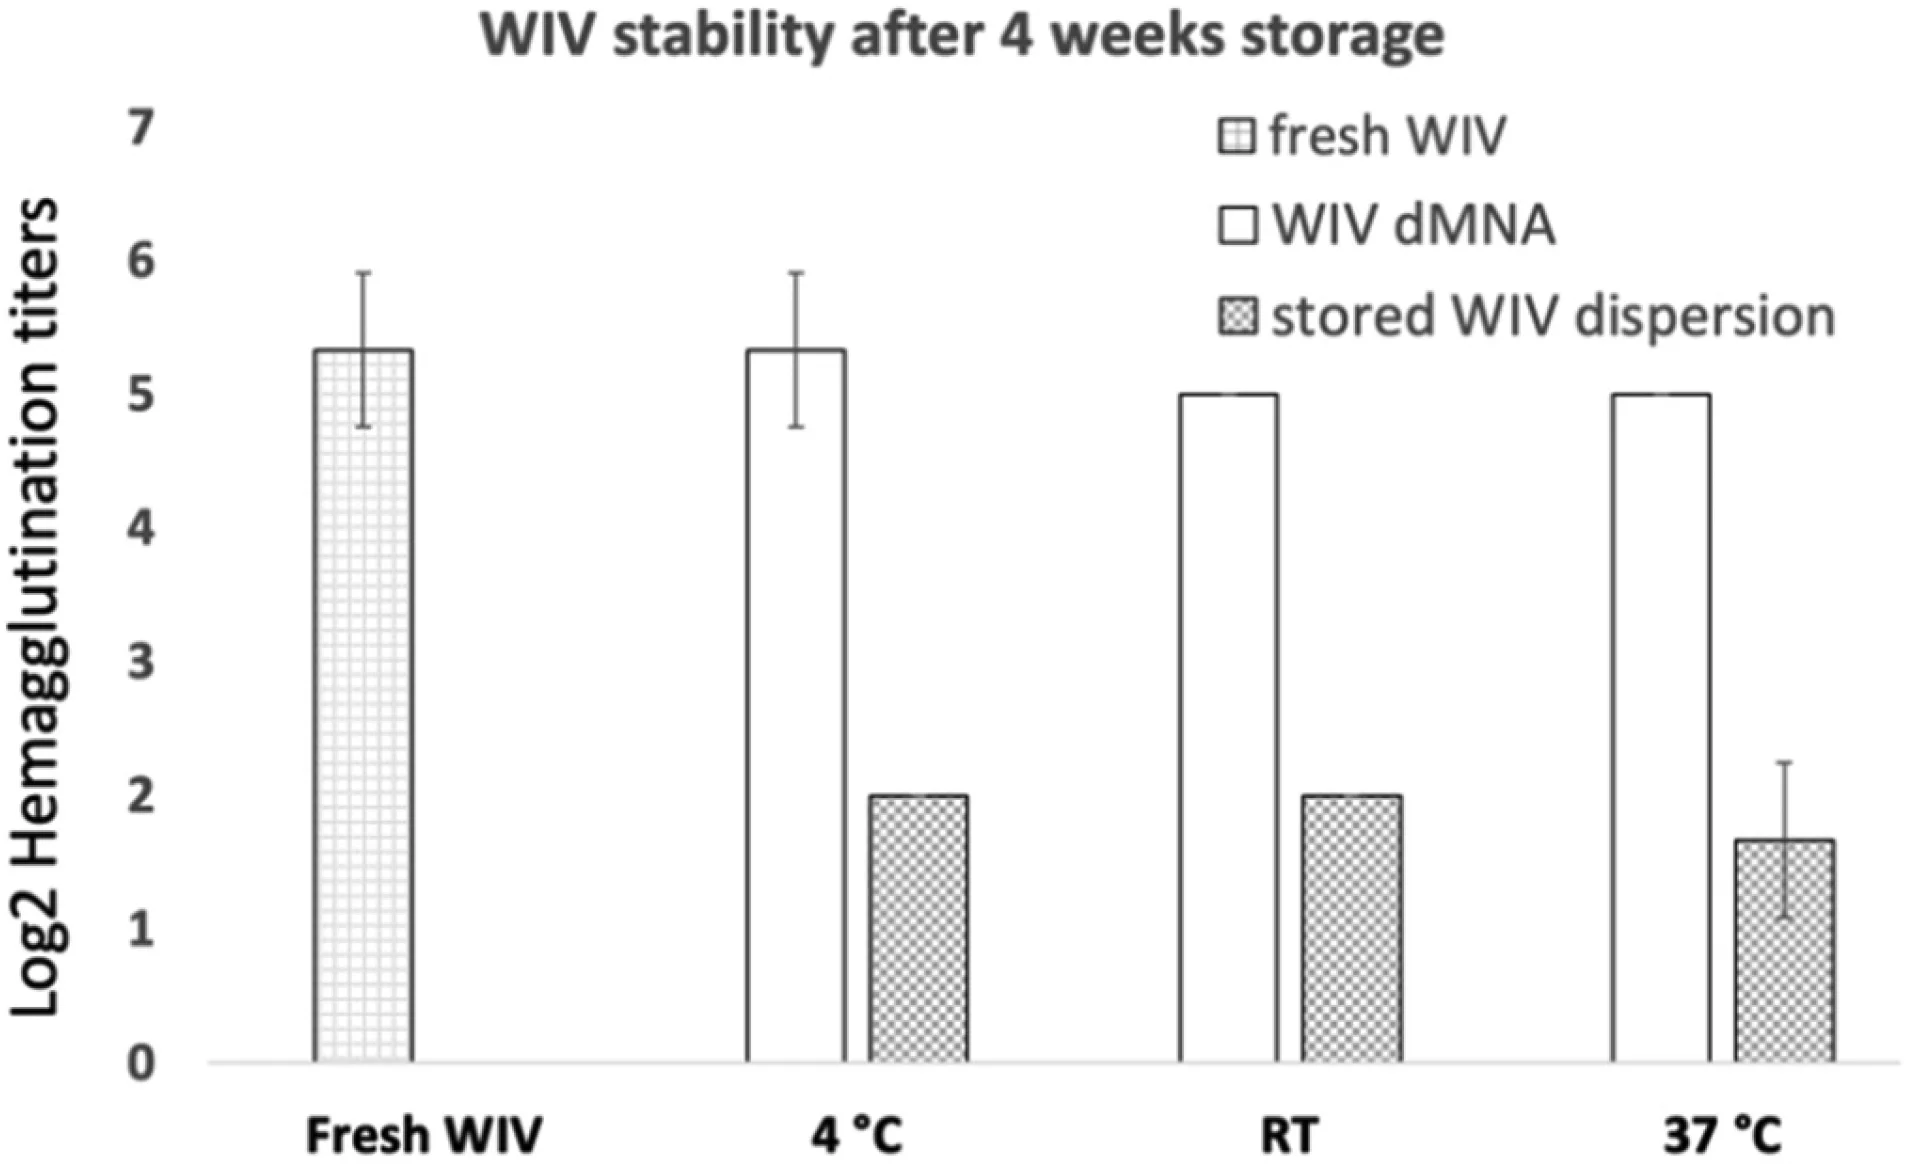 WIV stability after 4 weeks storage
Log2 Hemagglutination titers
7
6
5
4
3
2
1
0
fresh WIV
WIV dMNA
stored WIV dispersion
Fresh WIV
4 °C
RT
37 °C